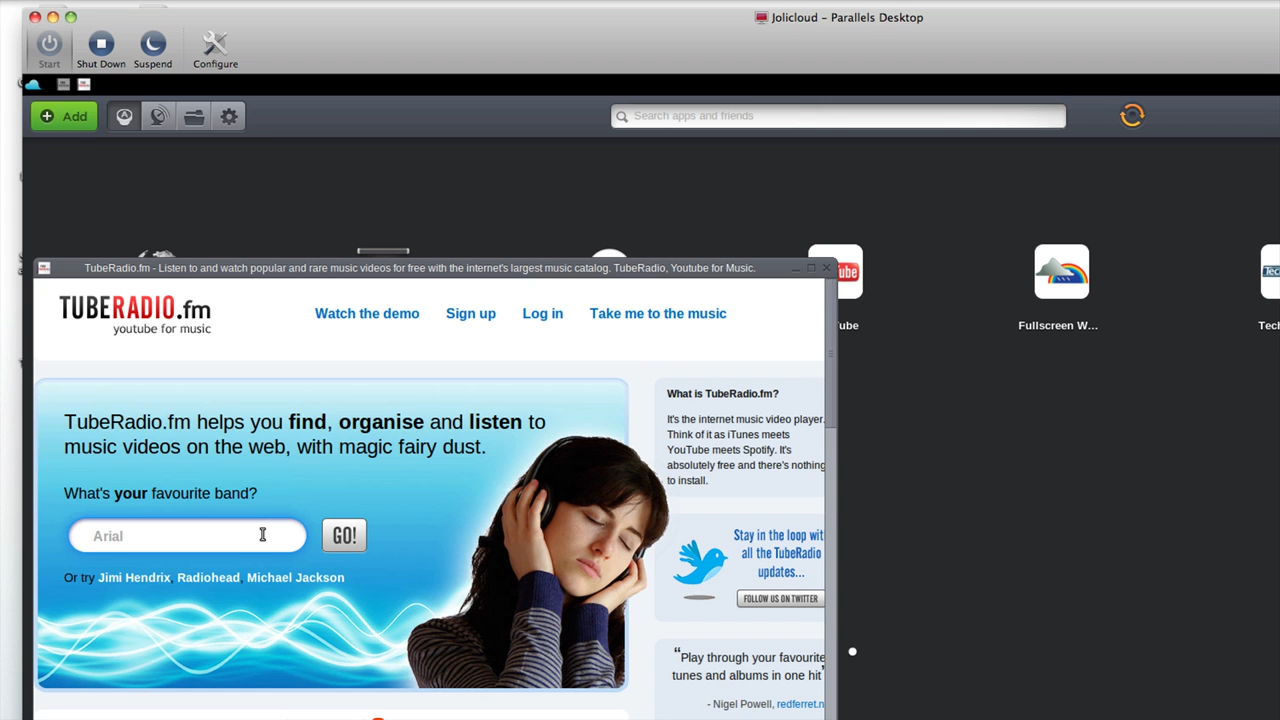 Jolicloud - Parallels Desktop
Start
Shut Down
Suspend
Configure
Add
Search apps and friends
TubeRadio.fm - Listen to and watch popular and rare music videos for free with the internet's largest music catalog. TubeRadio, Youtube for Music.
TUBERADIO.fm
youtube for music
Watch the demo
Sign up
Log in
Take me to the music
ube
ube
Fullscreen W...
Tec
Tech
TubeRadio.fm helps you find, organise and listen to
music videos on the web, with magic fairy dust.
What's your favourite band?
Arial
GO!
Or try Jimi Hendrix, Radiohead, Michael Jackson
What is TubeRadio.fm?
It's the internet music video player.
Think of it as iTunes meets
YouTube meets Spotify. It's
absolutely free and there's nothing
to install.
Stay in the loop wit
all the TubeRadio
updates...
FOLLOW US ON TWITTER
"Play through your favourite
tunes and albums in one hit"
- Nigel Powell, redferret.n